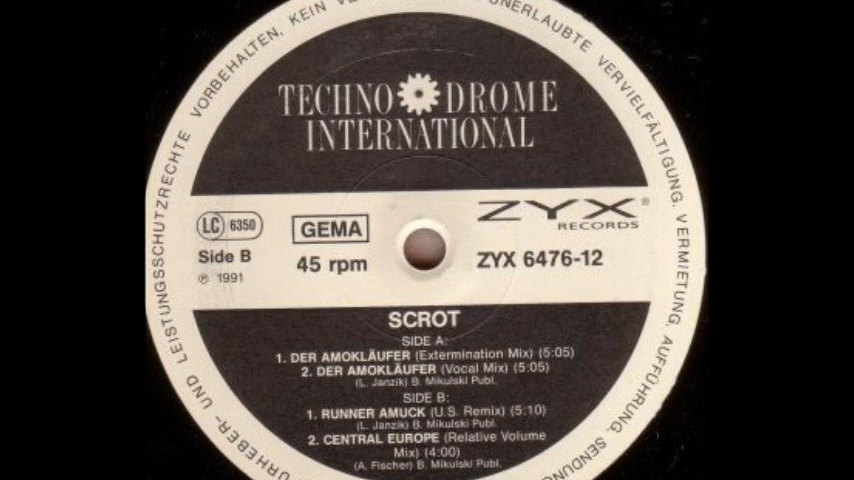 URHEBER- UND LEISTUNGSSCHUTZRECHTE VORBEHALTEN, KEIN
UNERLAUBTE VERVIELFÄLTIGUNG, VERMIETUNG, AUFFÜHRUNG, SENDUNG
TECHNO DROME
INTERNATIONAL
LC 6350
GEMA
ZYX®
RECORDS
Side B
45 rpm
ZYX 6476-12
℗ 1991
SCROT
SIDE A:
1. DER AMOKLÄUFER (Extermination Mix) (5:05)
2. DER AMOKLÄUFER (Vocal Mix) (5:05)
(L. Janzik) B. Mikulski Publ.
SIDE B:
1. RUNNER AMUCK (U.S. Remix) (5:10)
(L. Janzik) B. Mikulski Publ.
2. CENTRAL EUROPE (Relative Volume
Mix) (4:00)
(A. Fischer) B. Mikulski Publ.